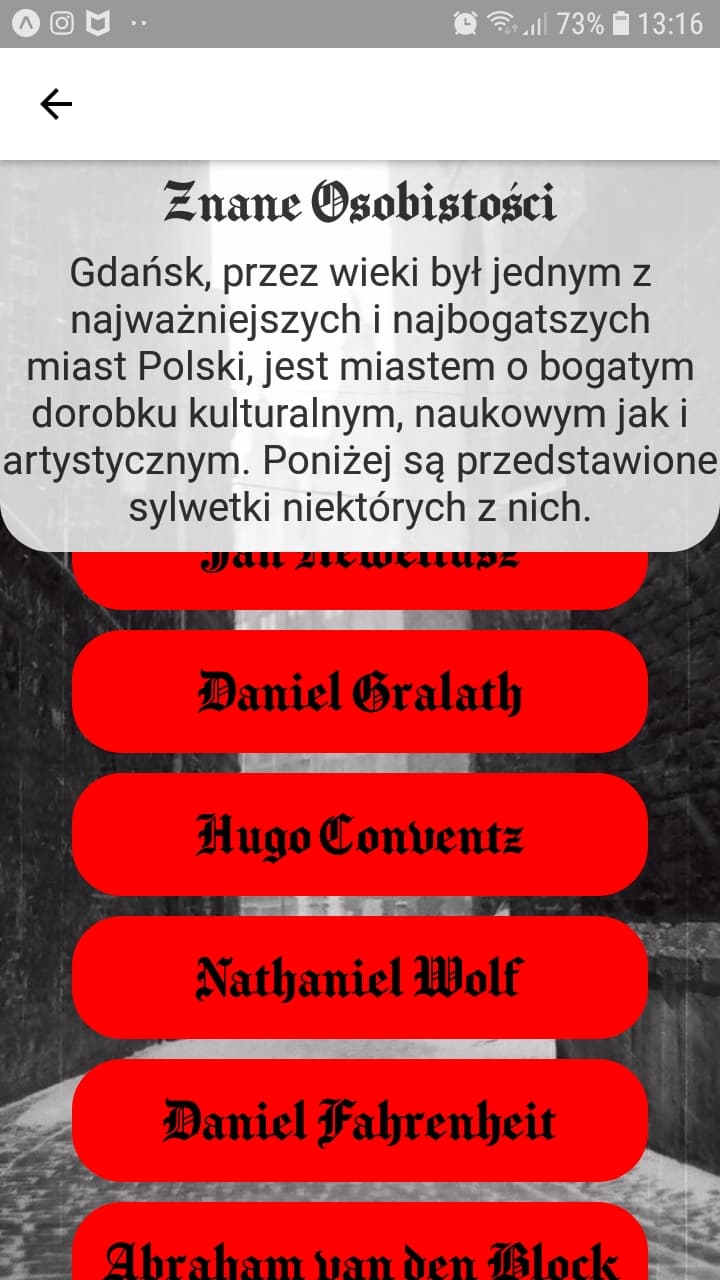 73% 13:16
Znane Osobistości
Gdańsk, przez wieki był jednym z
najważniejszych i najbogatszych
miast Polski, jest miastem o bogatym
dorobku kulturalnym, naukowym jak i
artystycznym. Poniżej są przedstawione
sylwetki niektórych z nich.
Jan Heweliusz
Daniel Gralath
Hugo Conventz
Nathaniel Wolf
Daniel Fahrenheit
Abraham van den Block